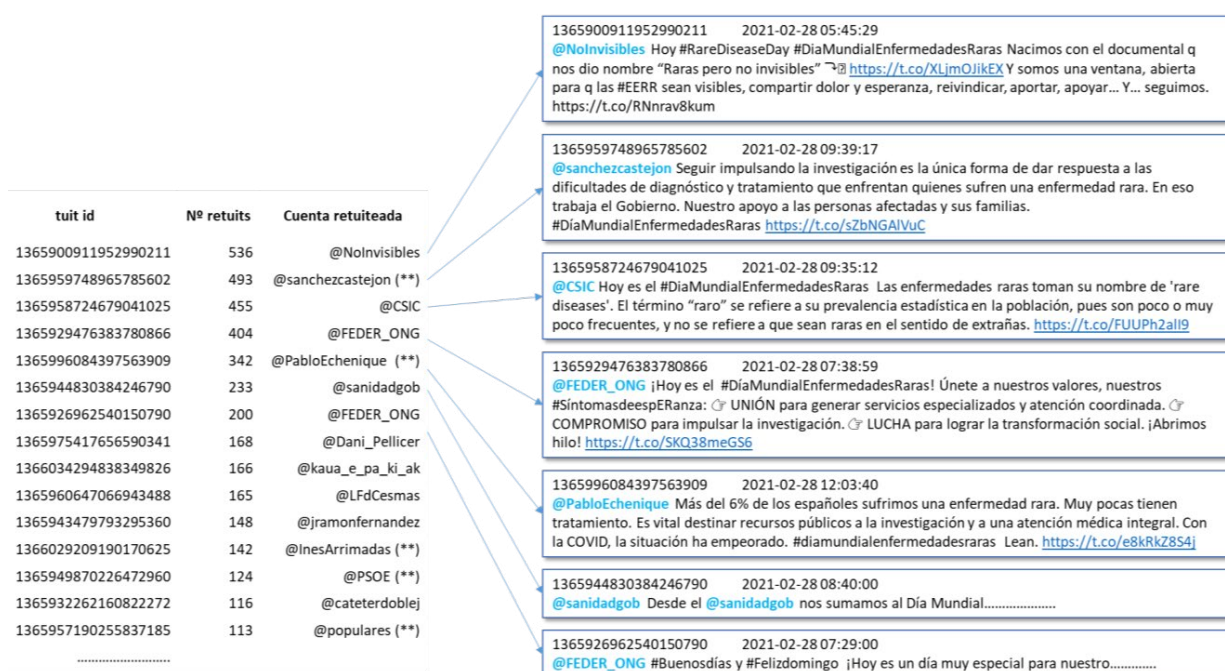 tuit id Nº retuits Cuenta retuiteada
1365900911952990211 536 @NoInvisibles
1365959748965785602 493 @sanchezcastejon (**)
1365958724679041025 455 @CSIC
1365929476383780866 404 @FEDER_ONG
1365996084397563909 342 @PabloEchenique (**)
1365944830384246790 233 @sanidadgob
1365926962540150790 200 @FEDER_ONG
1365975417656590341 168 @Dani_Pellicer
1366034294838349826 166 @kaua_e_pa_ki_ak
1365960647066943488 165 @LFdCesmas
1365943479793295360 148 @jramonfernandez
1366029209190170625 142 @InesArrimadas (**)
1365949870226472960 124 @PSOE (**)
1365932262160822272 116 @cateterdoblej
1365957190255837185 113 @populares (**)
..........................
1365900911952990211 2021-02-28 05:45:29
@NoInvisibles Hoy #RareDiseaseDay #DiaMundialEnfermedadesRaras Nacimos con el documental q
nos dio nombre “Raras pero no invisibles” https://t.co/XLjmOJikEX Y somos una ventana, abierta
para q las #EERR sean visibles, compartir dolor y esperanza, reivindicar, aportar, apoyar... Y... seguimos.
https://t.co/RNnrav8kum
1365959748965785602 2021-02-28 09:39:17
@sanchezcastejon Seguir impulsando la investigación es la única forma de dar respuesta a las
dificultades de diagnóstico y tratamiento que enfrentan quienes sufren una enfermedad rara. En eso
trabaja el Gobierno. Nuestro apoyo a las personas afectadas y sus familias.
#DíaMundialEnfermedadesRaras https://t.co/sZbNGAlVuC
1365958724679041025 2021-02-28 09:35:12
@CSIC Hoy es el #DiaMundialEnfermedadesRaras Las enfermedades raras toman su nombre de 'rare
diseases'. El término “raro” se refiere a su prevalencia estadística en la población, pues son poco o muy
poco frecuentes, y no se refiere a que sean raras en el sentido de extrañas. https://t.co/FUUPh2alI9
1365929476383780866 2021-02-28 07:38:59
@FEDER_ONG ¡Hoy es el #DíaMundialEnfermedadesRaras! Únete a nuestros valores, nuestros
#SíntomasdeespERanza: 👉 UNIÓN para generar servicios especializados y atención coordinada. 👉
COMPROMISO para impulsar la investigación. 👉 LUCHA para lograr la transformación social. ¡Abrimos
hilo! https://t.co/SKQ38meGS6
1365996084397563909 2021-02-28 12:03:40
@PabloEchenique Más del 6% de los españoles sufrimos una enfermedad rara. Muy pocas tienen
tratamiento. Es vital destinar recursos públicos a la investigación y a una atención médica integral. Con
la COVID, la situación ha empeorado. #diamundialenfermedadesraras Lean. https://t.co/e8kRkZ8S4j
1365944830384246790 2021-02-28 08:40:00
@sanidadgob Desde el @sanidadgob nos sumamos al Día Mundial....................
1365926962540150790 2021-02-28 07:29:00
@FEDER_ONG #Buenosdías y #Felizdomingo ¡Hoy es un día muy especial para nuestro.............